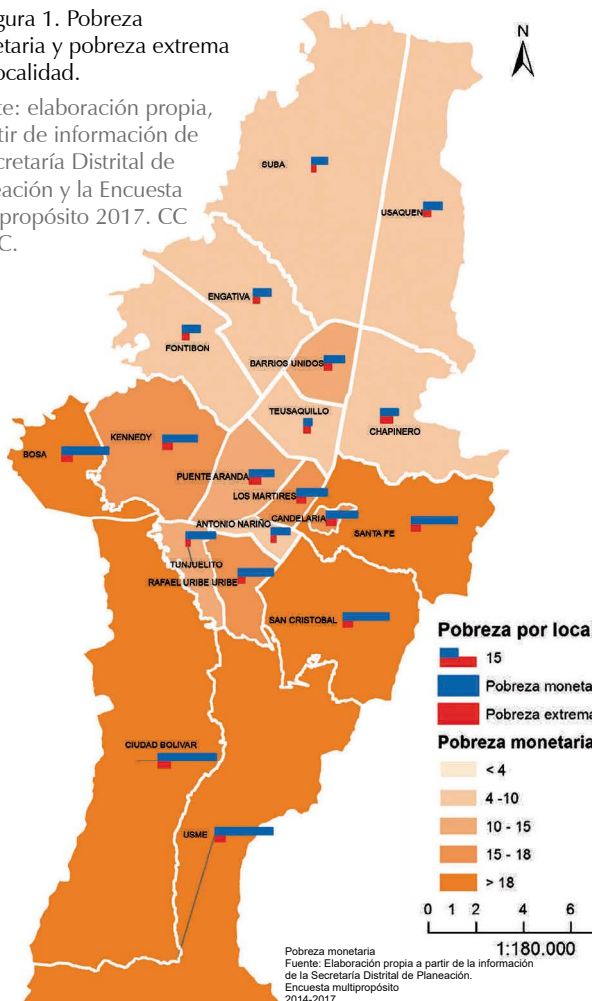 gura 1. Pobreza
etaria y pobreza extrema
ocalidad.
te: elaboración propia,
tir de información de
cretaría Distrital de
eación y la Encuesta
tipropósito 2017. CC
C.
N
SUBA
USAQUEN
ENGATIVA
FONTIBON
BARRIOS UNIDOS
TEUSAQUILLO
CHAPINERO
KENNEDY
BOSA
PUENTE ARANDA
LOS MARTIRES
CANDELARIA
ANTONIO NARIÑO
SANTA FE
TUNJUELITO
RAFAEL URIBE URIBE
SAN CRISTOBAL
CIUDAD BOLIVAR
USME
Pobreza por local
15
Pobreza moneta
Pobreza extrema
Pobreza monetaria
< 4
4 -10
10 - 15
15 - 18
> 18
0 1 2 4 6
1:180.000
Pobreza monetaria
Fuente: Elaboración propia a partir de la información
de la Secretaría Distrital de Planeación.
Encuesta multipropósito
2014-2017